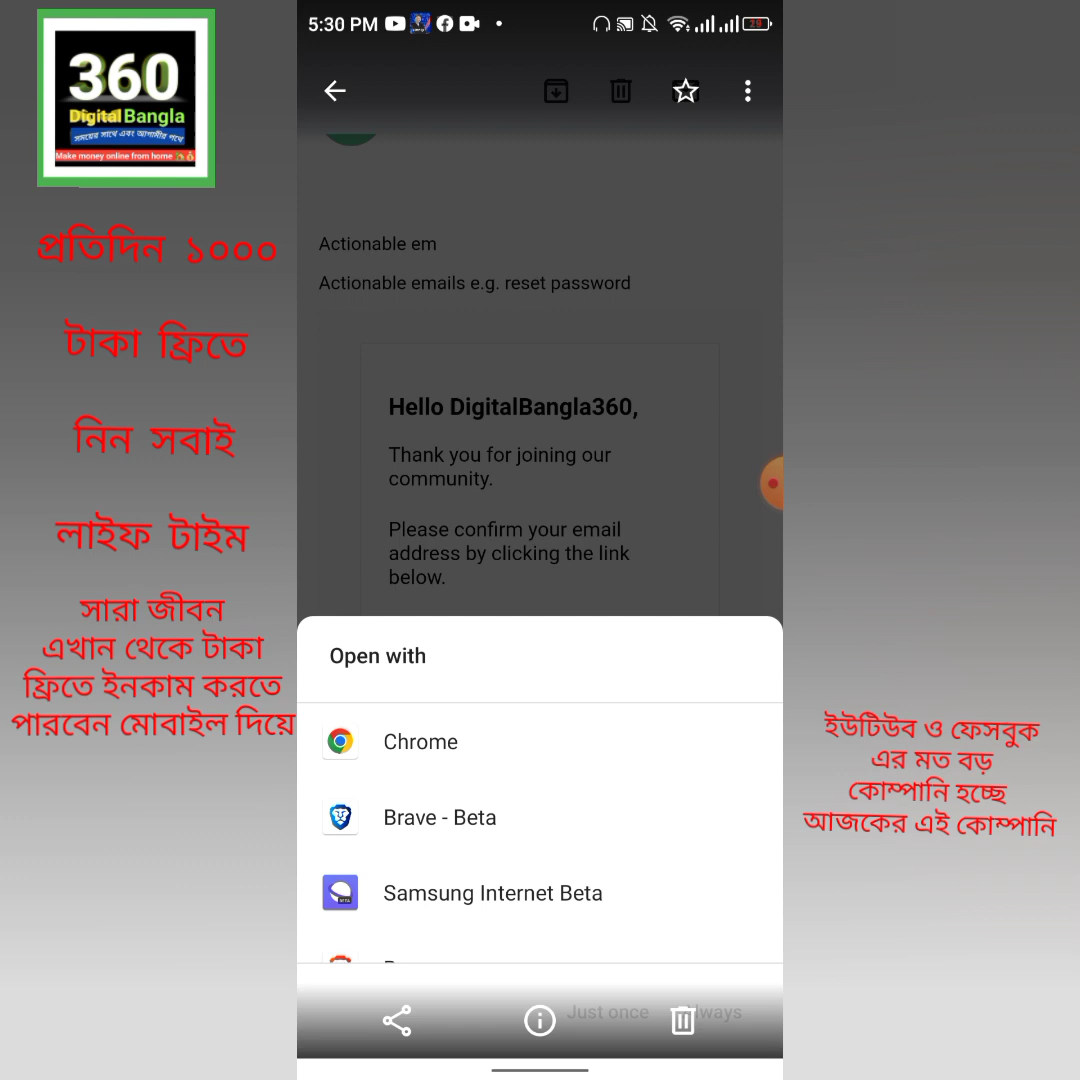 360
Digital Bangla
সময়ের সাথে এবং আগামীর পথে
Make money online from home
প্রতিদিন ১০০০
টাকা ফ্রিতে
নিন সবাই
লাইফ টাইম
সারা জীবন
এখান থেকে টাকা
ফ্রিতে ইনকাম করতে
পারবেন মোবাইল দিয়ে
5:30 PM
29
Actionable em
Actionable emails e.g. reset password
Hello DigitalBangla360,
Thank you for joining our
community.
Please confirm your email
address by clicking the link
below.
Open with
Chrome
Brave - Beta
Samsung Internet Beta
Just once
ইউটিউব ও ফেসবুক
এর মত বড়
কোম্পানি হচ্ছে
আজকের এই কোম্পানি